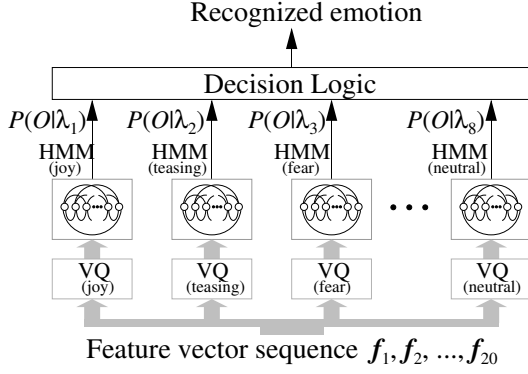 Recognized emotion
Decision Logic
P(O|λ1) P(O|λ2) P(O|λ3) P(O|λ8)
HMM HMM HMM HMM
(joy) (teasing) (fear) (neutral)
VQ VQ VQ VQ
(joy) (teasing) (fear) (neutral)
Feature vector sequence f1, f2, ..., f20